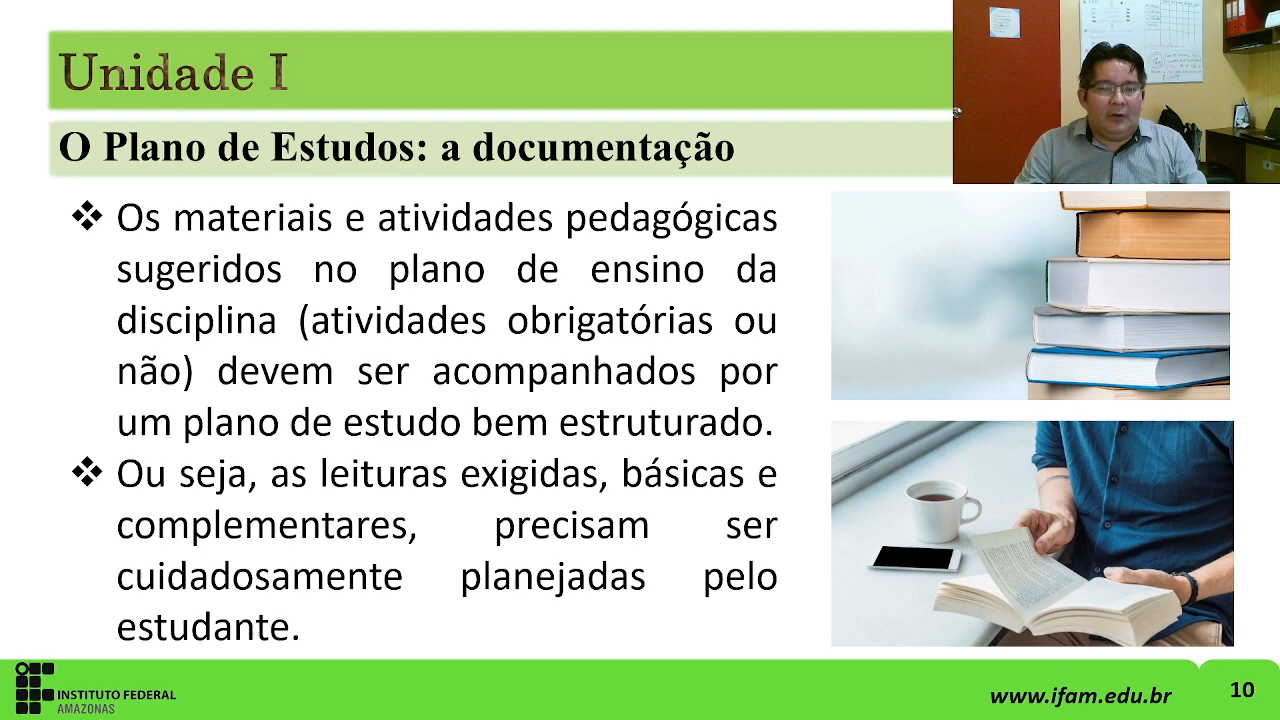 Unidade I
O Plano de Estudos: a documentação
❖ Os materiais e atividades pedagógicas
sugeridos no plano de ensino da
disciplina (atividades obrigatórias ou
não) devem ser acompanhados por
um plano de estudo bem estruturado.
❖ Ou seja, as leituras exigidas, básicas e
complementares, precisam ser
cuidadosamente planejadas pelo
estudante.
INSTITUTO FEDERAL
AMAZONAS
www.ifam.edu.br
10